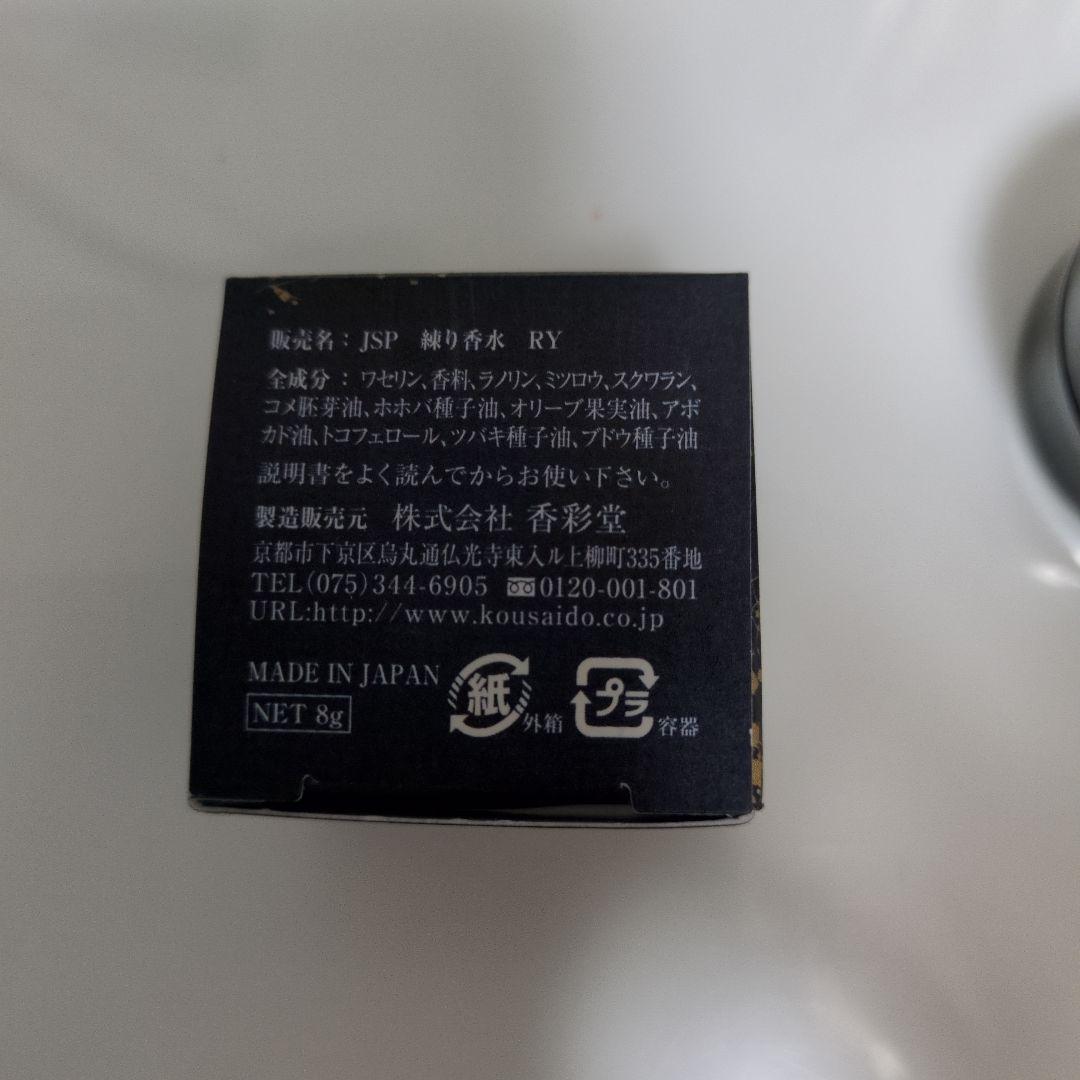 販売名：JSP　練り香水　RY
全成分：ワセリン、香料、ラノリン、ミツロウ、スクワラン、
コメ胚芽油、ホホバ種子油、オリーブ果実油、アボ
カド油、トコフェロール、ツバキ種子油、ブドウ種子油
説明書をよく読んでからお使い下さい。
製造販売元　株式会社 香彩堂
京都市下京区烏丸通仏光寺東入ル上柳町335番地
TEL(075)344-6905 0120-001-801
URL:http://www.kousaido.co.jp
MADE IN JAPAN
NET 8g
紙 外箱
プラ 容器